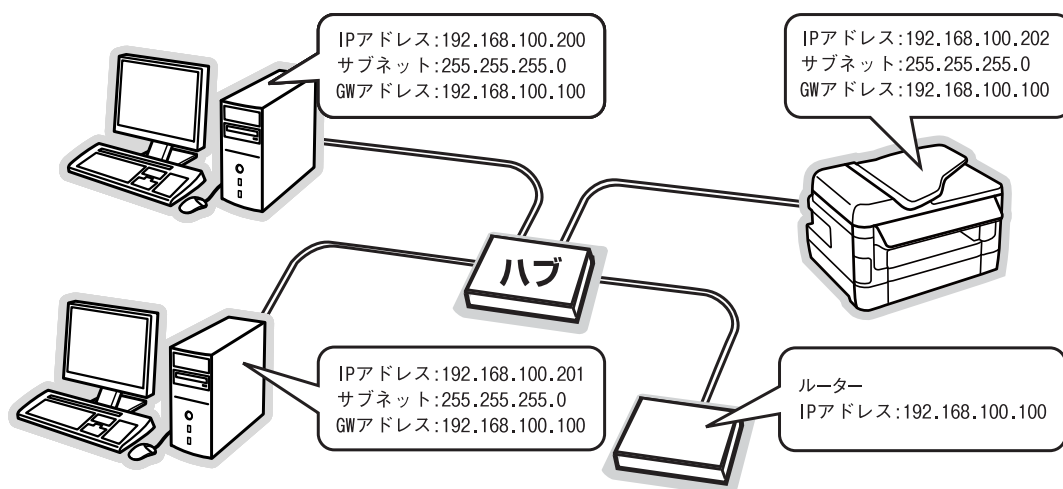 IPアドレス:192.168.100.200
サブネット:255.255.255.0
GWアドレス:192.168.100.100
IPアドレス:192.168.100.202
サブネット:255.255.255.0
GWアドレス:192.168.100.100
ハブ
IPアドレス:192.168.100.201
サブネット:255.255.255.0
GWアドレス:192.168.100.100
ルーター
IPアドレス:192.168.100.100